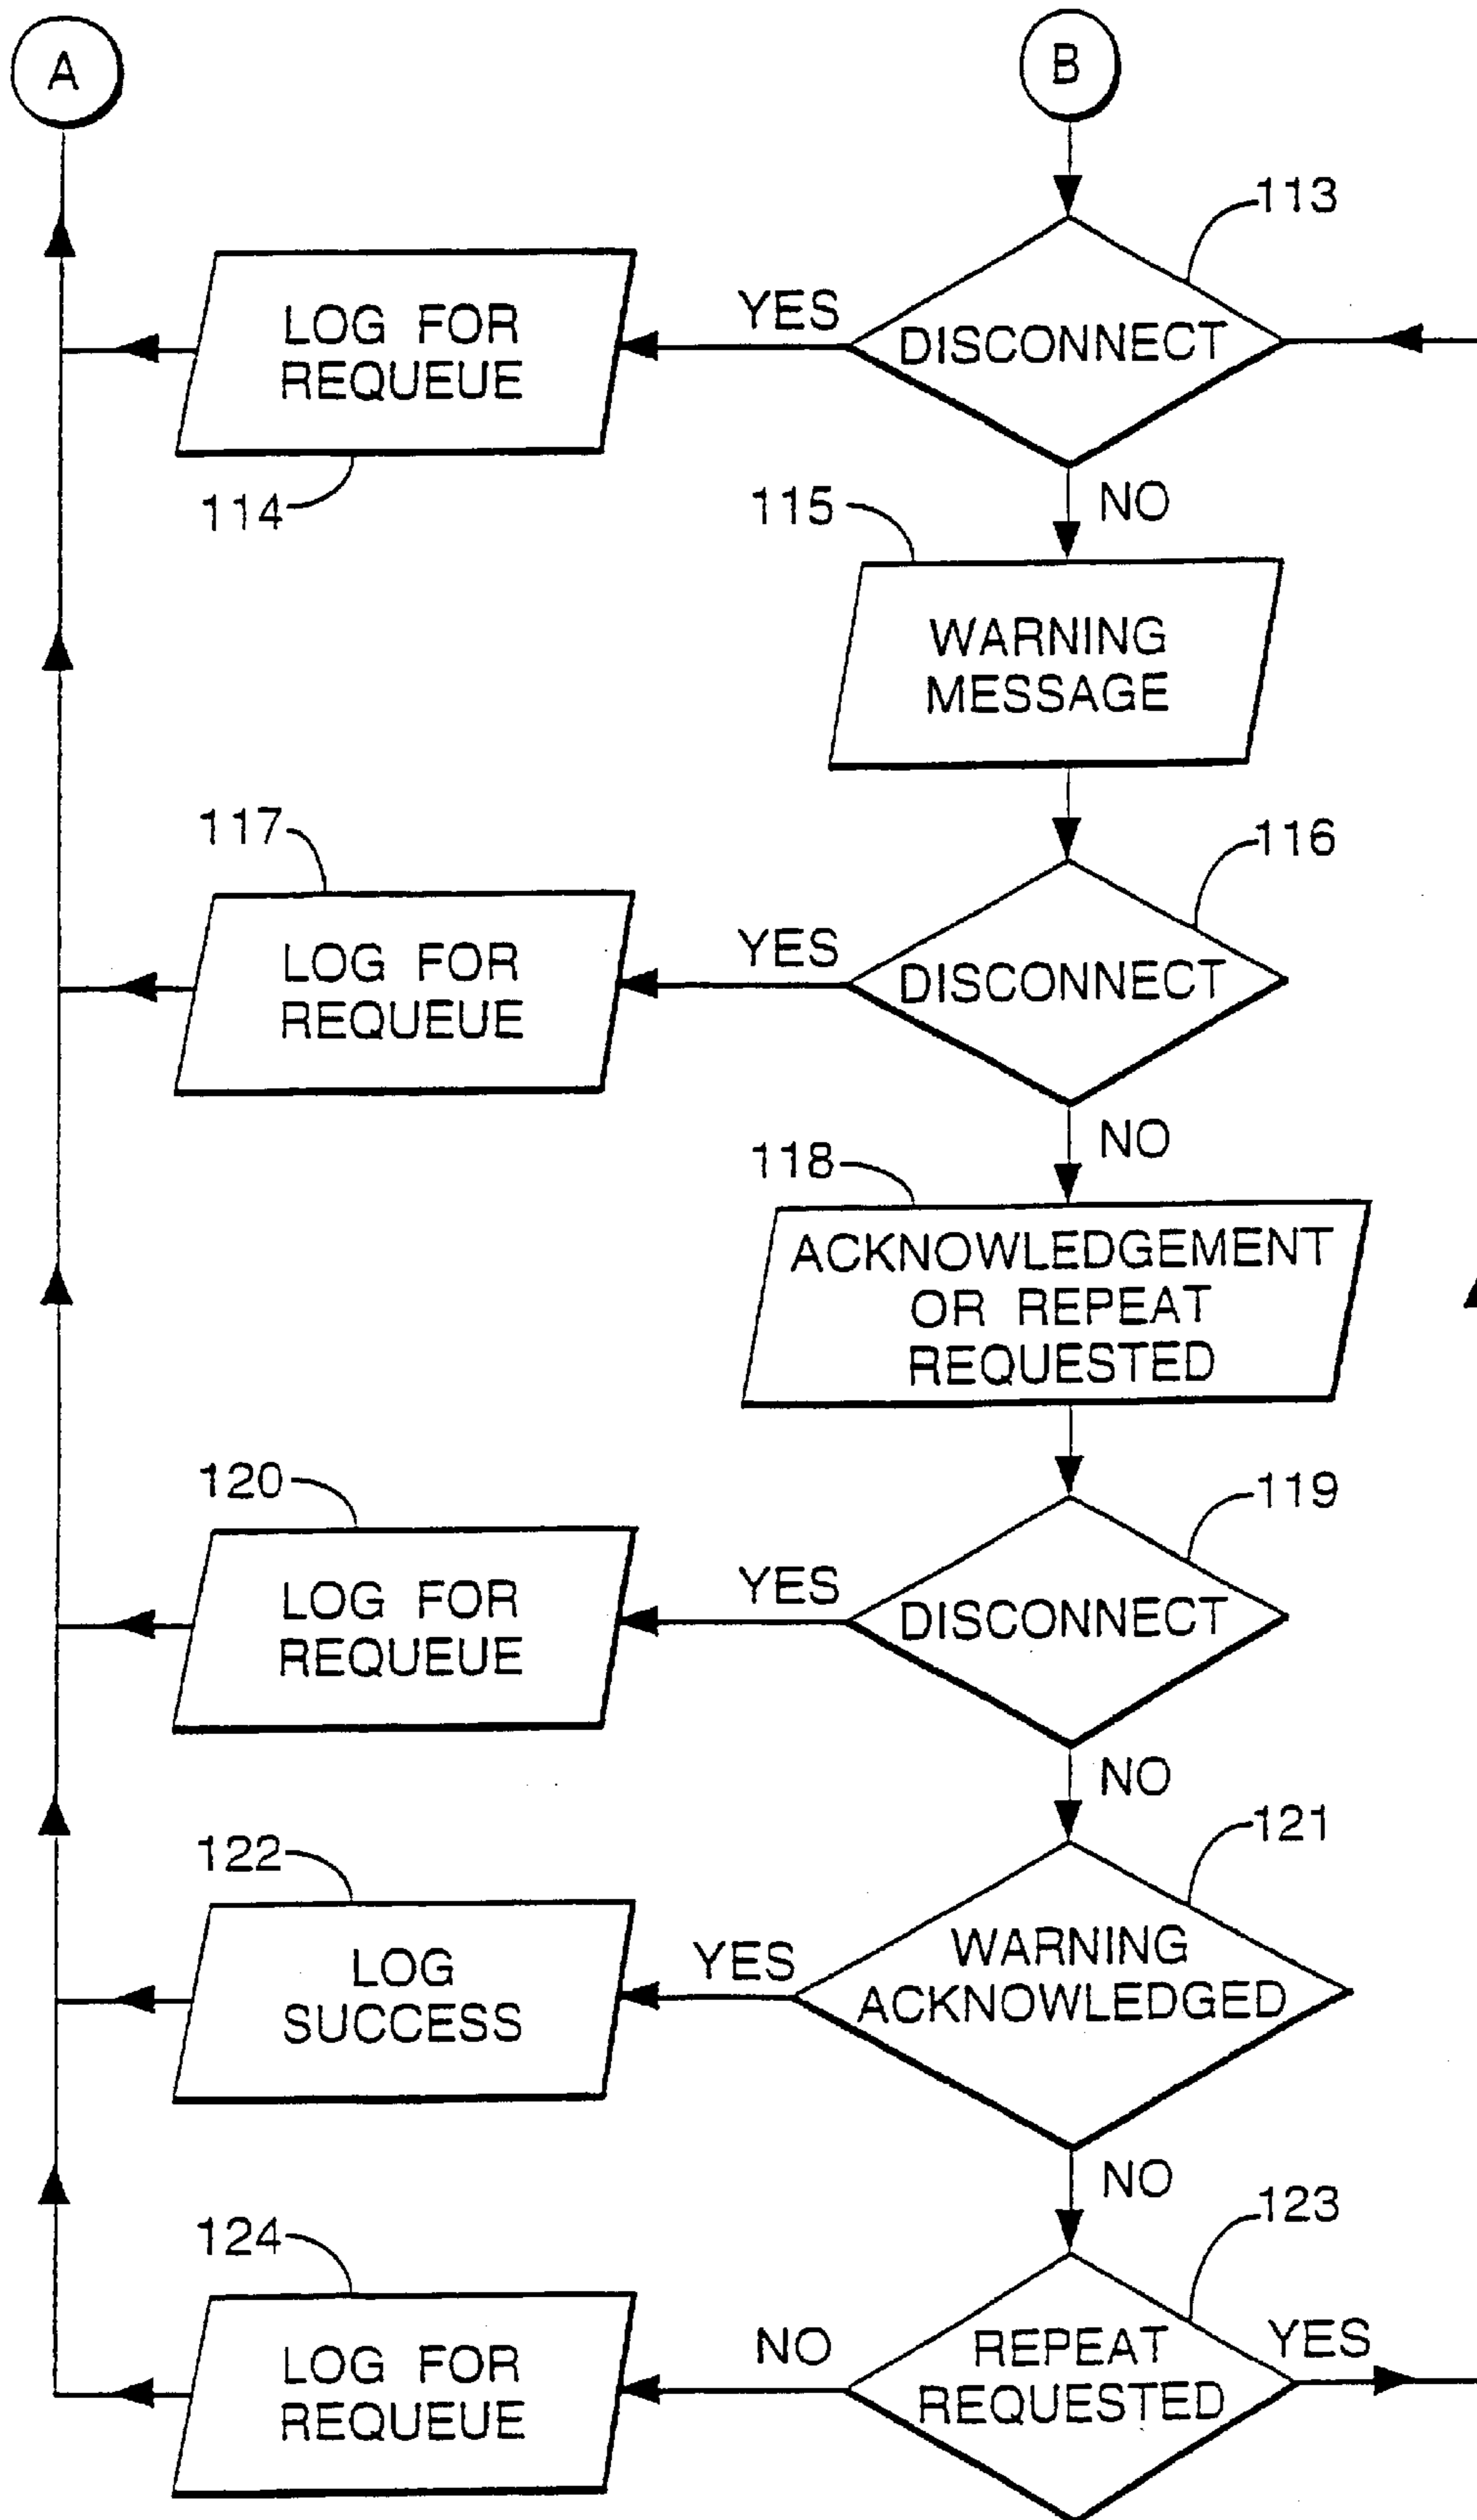 A
B
113
YES
LOG FOR
REQUEUE
DISCONNECT
114
NO
115
WARNING
MESSAGE
117
116
YES
LOG FOR
REQUEUE
DISCONNECT
NO
118
ACKNOWLEDGEMENT
OR REPEAT
REQUESTED
120
119
YES
LOG FOR
REQUEUE
DISCONNECT
NO
122
121
YES
LOG
SUCCESS
WARNING
ACKNOWLEDGED
NO
124
123
NO
LOG FOR
REQUEUE
REPEAT
REQUESTED
YES